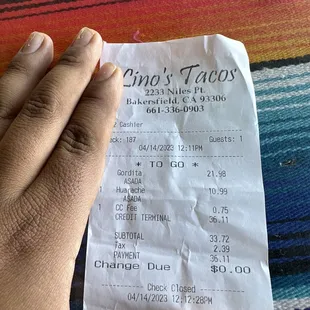 Lino's Tacos
2233 Niles Pt.
Bakersfield, CA 93306
661-336-0903
Cashier
eck: 187 Guests: 1
04/14/2023 12:11PM
* TO GO *
Gordita 21.98
ASADA
1 Huarache 10.99
ASADA
1 CC Fee 0.75
CREDIT TERMINAL 36.11
SUBTOTAL 33.72
Tax 2.39
PAYMENT 36.11
Change Due $0.00
Check Closed
04/14/2023 12:12:28PM